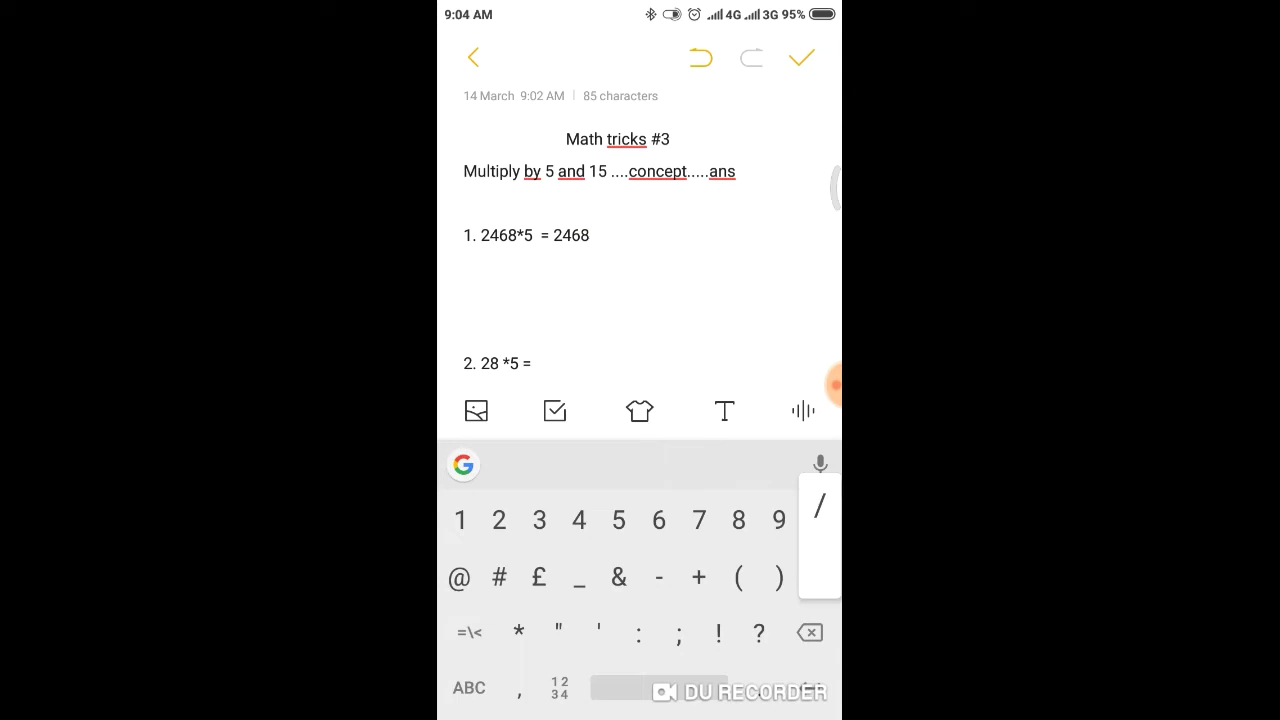 9:04 AM 4G 3G 95%
14 March 9:02 AM | 85 characters
Math tricks #3
Multiply by 5 and 15 ....concept.....ans
1. 2468*5 = 2468
2. 28 *5 =
G
1 2 3 4 5 6 7 8 9 /
@ # £ _ & - + ( )
=\< * " ' : ; ! ?
ABC , 12 34
DU RECORDER